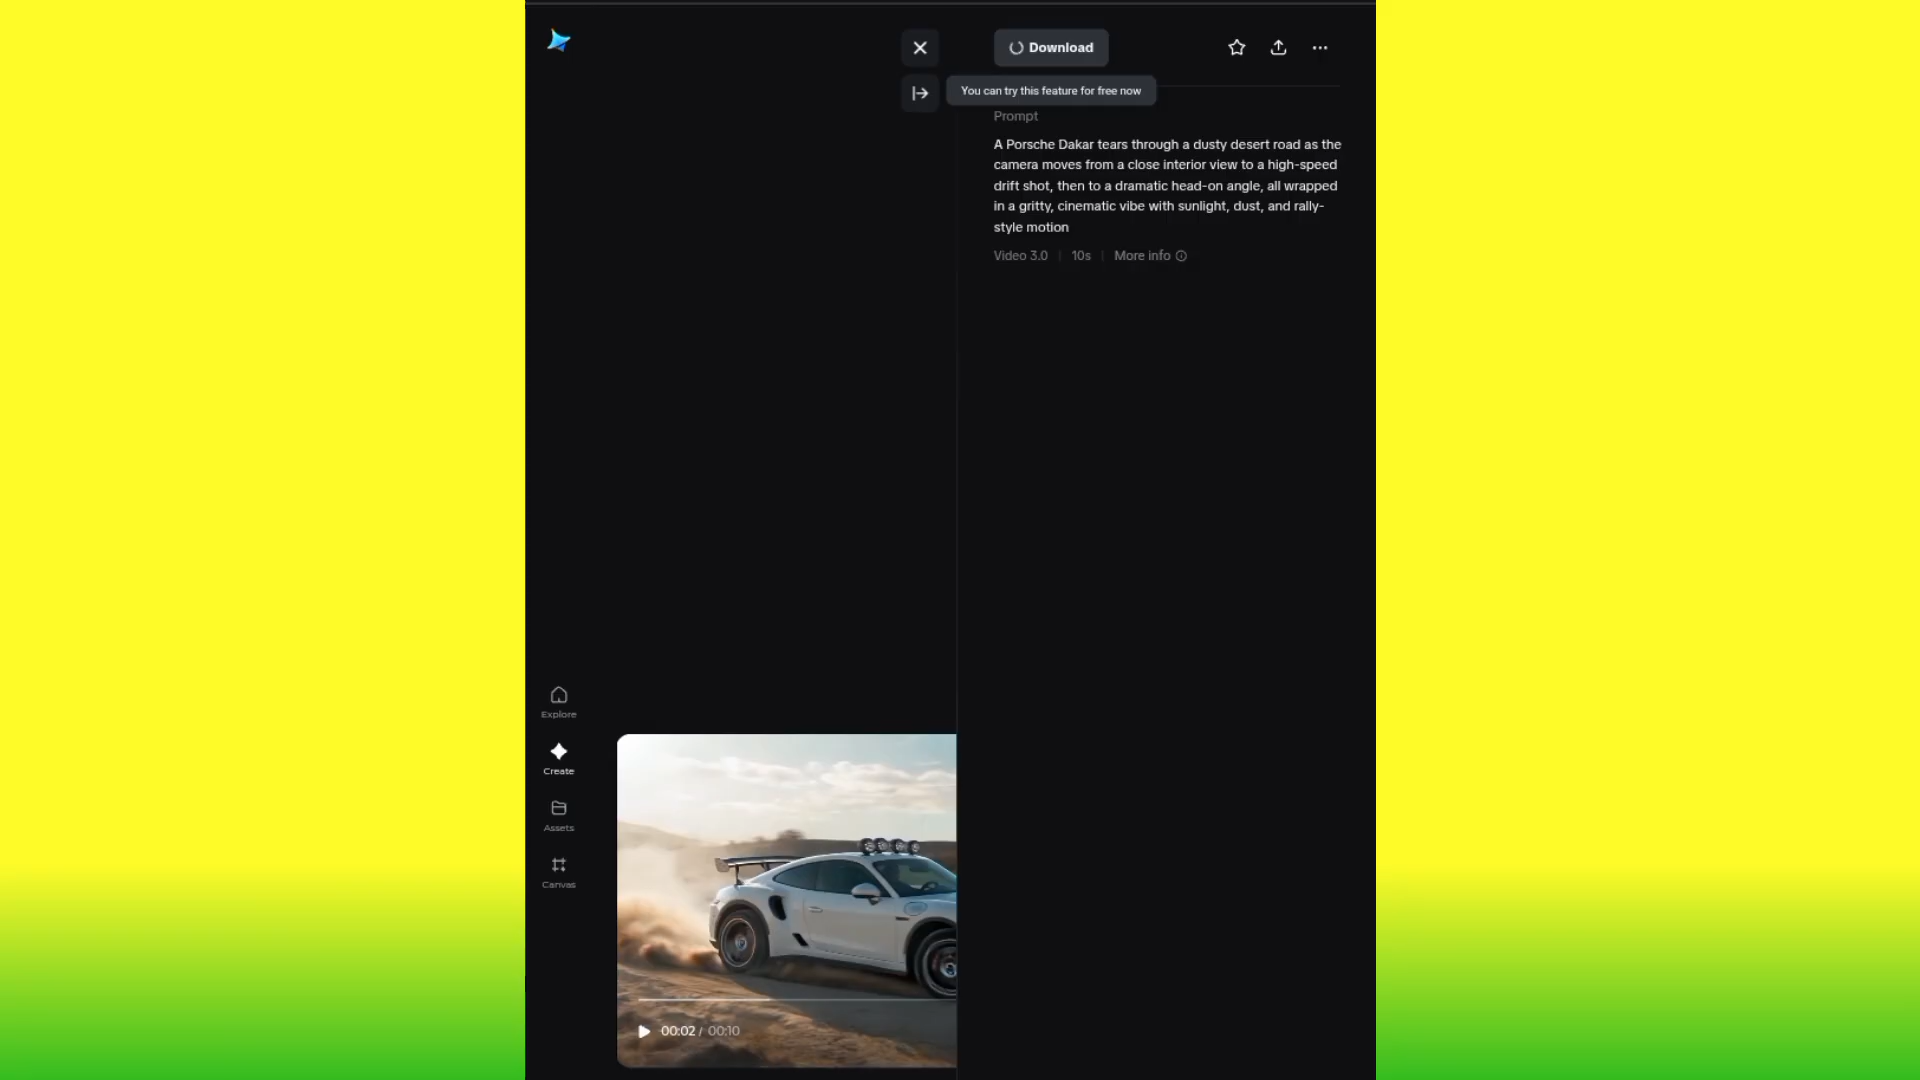 Download
You can try this feature for free now
Prompt
A Porsche Dakar tears through a dusty desert road as the
camera moves from a close interior view to a high-speed
drift shot, then to a dramatic head-on angle, all wrapped
in a gritty, cinematic vibe with sunlight, dust, and rally-
style motion
Video 3.0 | 10s | More info
Explore
Create
Assets
Canvas
00:02 / 00:10